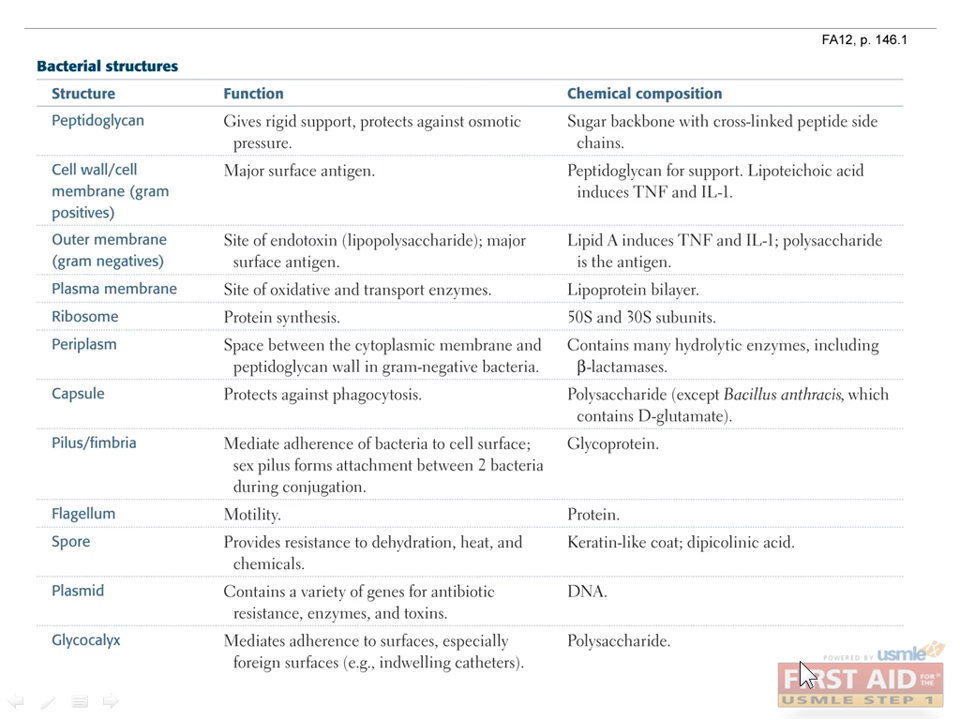 FA12, p. 146.1
Bacterial structures
Structure Function Chemical composition
Peptidoglycan Gives rigid support, protects against osmotic Sugar backbone with cross-linked peptide side
pressure. chains.
Cell wall/cell Major surface antigen. Peptidoglycan for support. Lipoteichoic acid
membrane (gram induces TNF and IL-1.
positives)
Outer membrane Site of endotoxin (lipopolysaccharide); major Lipid A induces TNF and IL-1; polysaccharide
(gram negatives) surface antigen. is the antigen.
Plasma membrane Site of oxidative and transport enzymes. Lipoprotein bilayer.
Ribosome Protein synthesis. 50S and 30S subunits.
Periplasm Space between the cytoplasmic membrane and Contains many hydrolytic enzymes, including
peptidoglycan wall in gram-negative bacteria. β-lactamases.
Capsule Protects against phagocytosis. Polysaccharide (except Bacillus anthracis, which
contains D-glutamate).
Pilus/fimbria Mediate adherence of bacteria to cell surface; Glycoprotein.
sex pilus forms attachment between 2 bacteria
during conjugation.
Flagellum Motility. Protein.
Spore Provides resistance to dehydration, heat, and Keratin-like coat; dipicolinic acid.
chemicals.
Plasmid Contains a variety of genes for antibiotic DNA.
resistance, enzymes, and toxins.
Glycocalyx Mediates adherence to surfaces, especially Polysaccharide.
foreign surfaces (e.g., indwelling catheters).
POWERED BY usmle
FIRST AID FOR THE
USMLE STEP 1